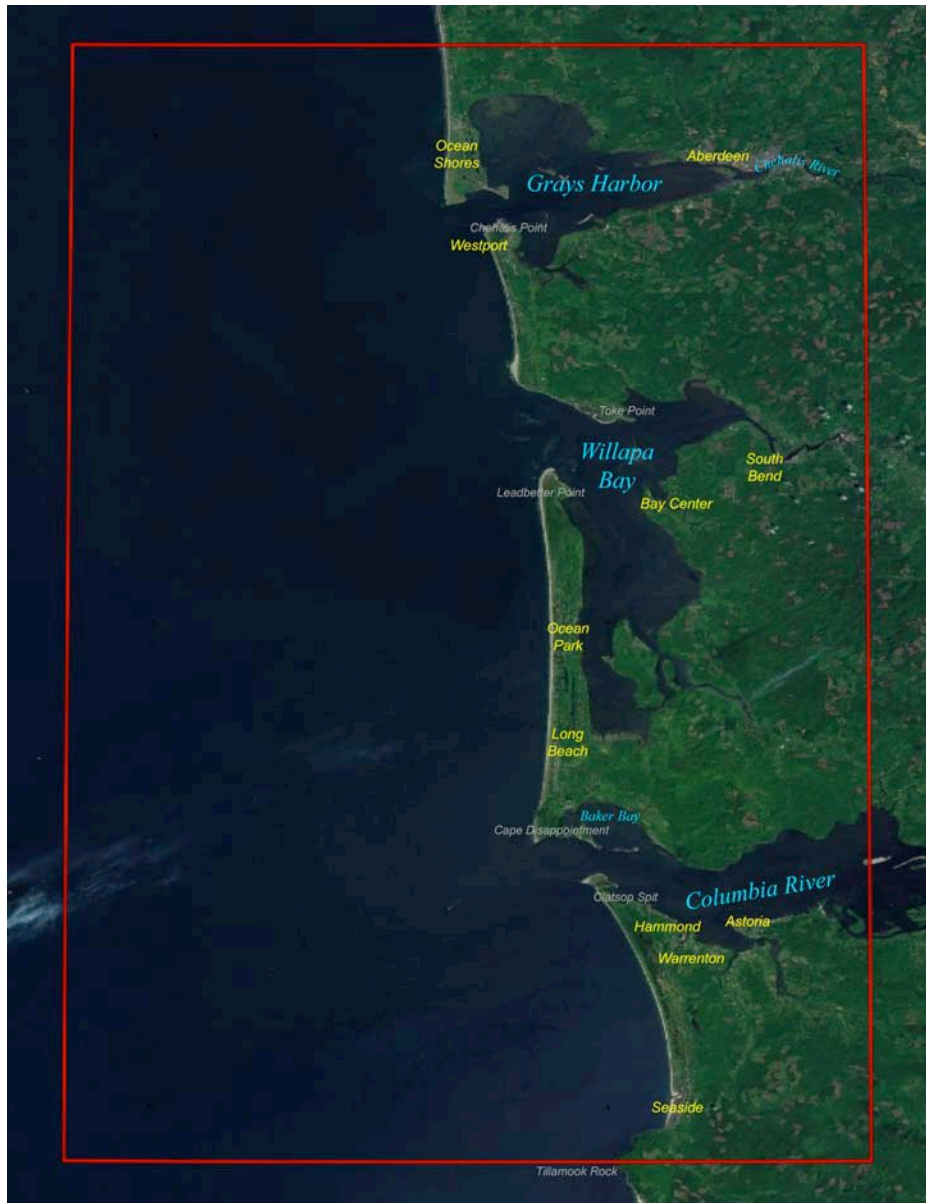 Ocean
Shores
Aberdeen
Chehalis River
Grays Harbor
Chehalis Point
Westport
Toke Point
Willapa
Bay
South
Bend
Leadbetter Point
Bay Center
Ocean
Park
Long
Beach
Baker Bay
Cape Disappointment
Columbia River
Clatsop Spit
Hammond
Astoria
Warrenton
Seaside
Tillamook Rock